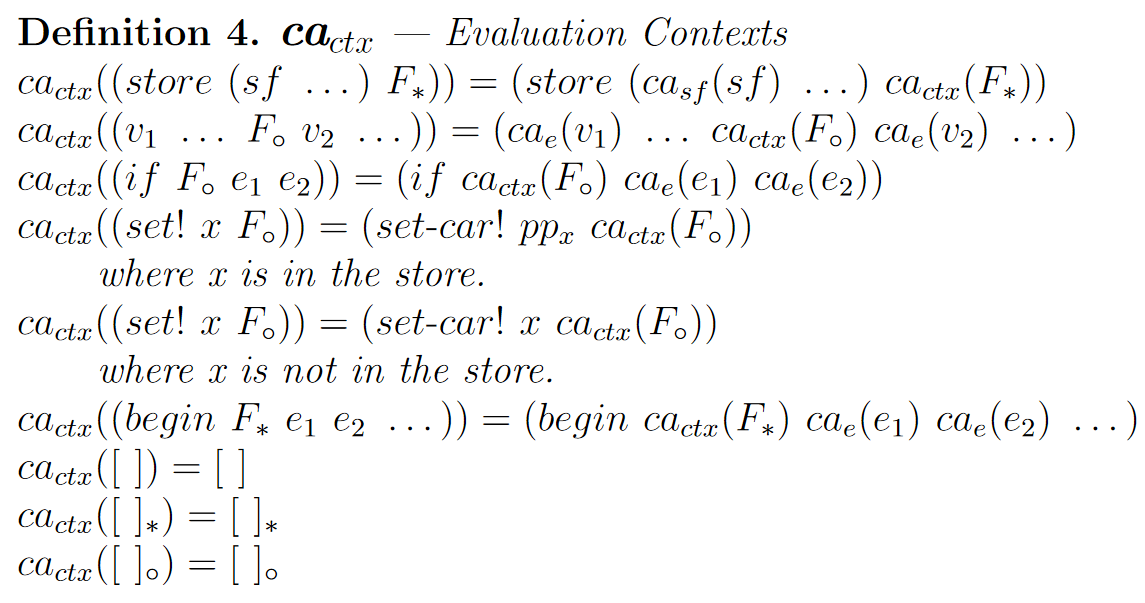 Definition 4. ca_ctx — Evaluation Contexts
ca_ctx((store (sf …) F_*)) = (store (ca_sf(sf) …) ca_ctx(F_*))
ca_ctx((v_1 … F_∘ v_2 …)) = (ca_e(v_1) … ca_ctx(F_∘) ca_e(v_2) …)
ca_ctx((if F_∘ e_1 e_2)) = (if ca_ctx(F_∘) ca_e(e_1) ca_e(e_2))
ca_ctx((set! x F_∘)) = (set-car! pp_x ca_ctx(F_∘))
where x is in the store.
ca_ctx((set! x F_∘)) = (set-car! x ca_ctx(F_∘))
where x is not in the store.
ca_ctx((begin F_* e_1 e_2 …)) = (begin ca_ctx(F_*) ca_e(e_1) ca_e(e_2) …)
ca_ctx([ ]) = [ ]
ca_ctx([ ]_*) = [ ]_*
ca_ctx([ ]_∘) = [ ]_∘